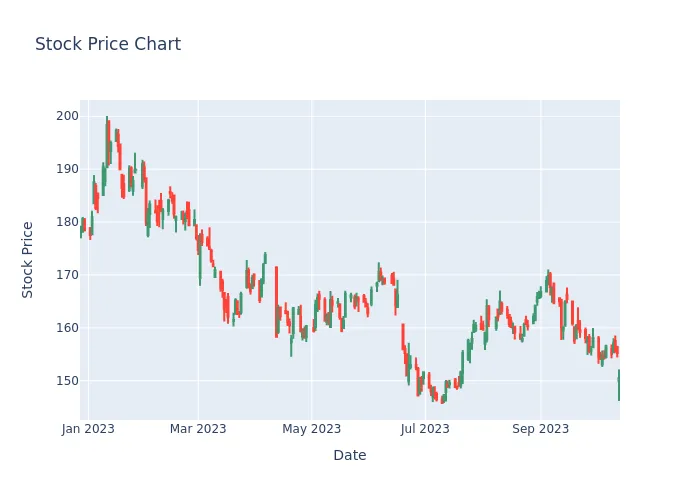 Stock Price Chart
200
190
180
170
160
150
Stock Price
Jan 2023
Mar 2023
May 2023
Jul 2023
Sep 2023
Date